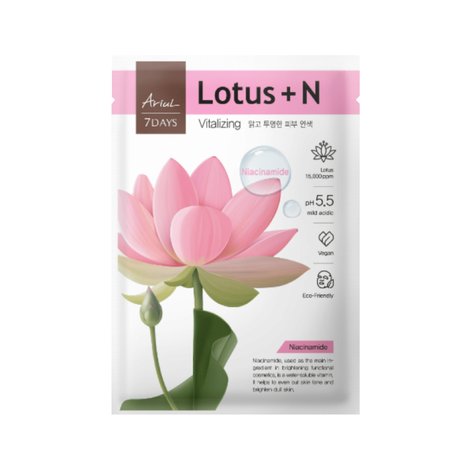 Lotus + N
Ariul
7DAYS
Vitalizing 맑고 투명한 피부 안색
Niacinamide
Lotus
15,000ppm
pH 5.5
mild acidic
Vegan
Eco-Friendly
Niacinamide
Niacinamide, used as the main in-
gredient in brightening functional
cosmetics, is a water-soluble vitamin.
It helps to even out skin tone and
brighten dull skin.